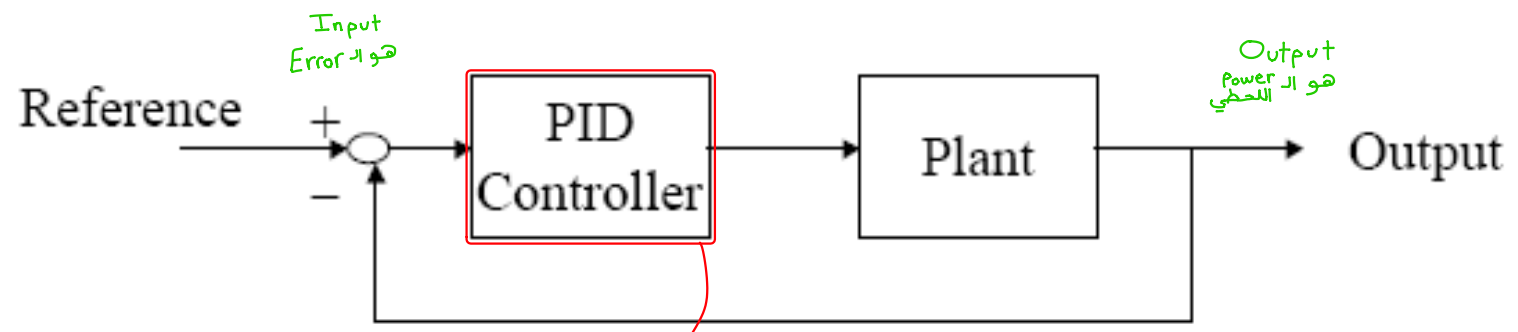 Input
هو الـ Error
Output
هو الـ Power
اللحظي
Reference
+
PID
Controller
Plant
Output
−